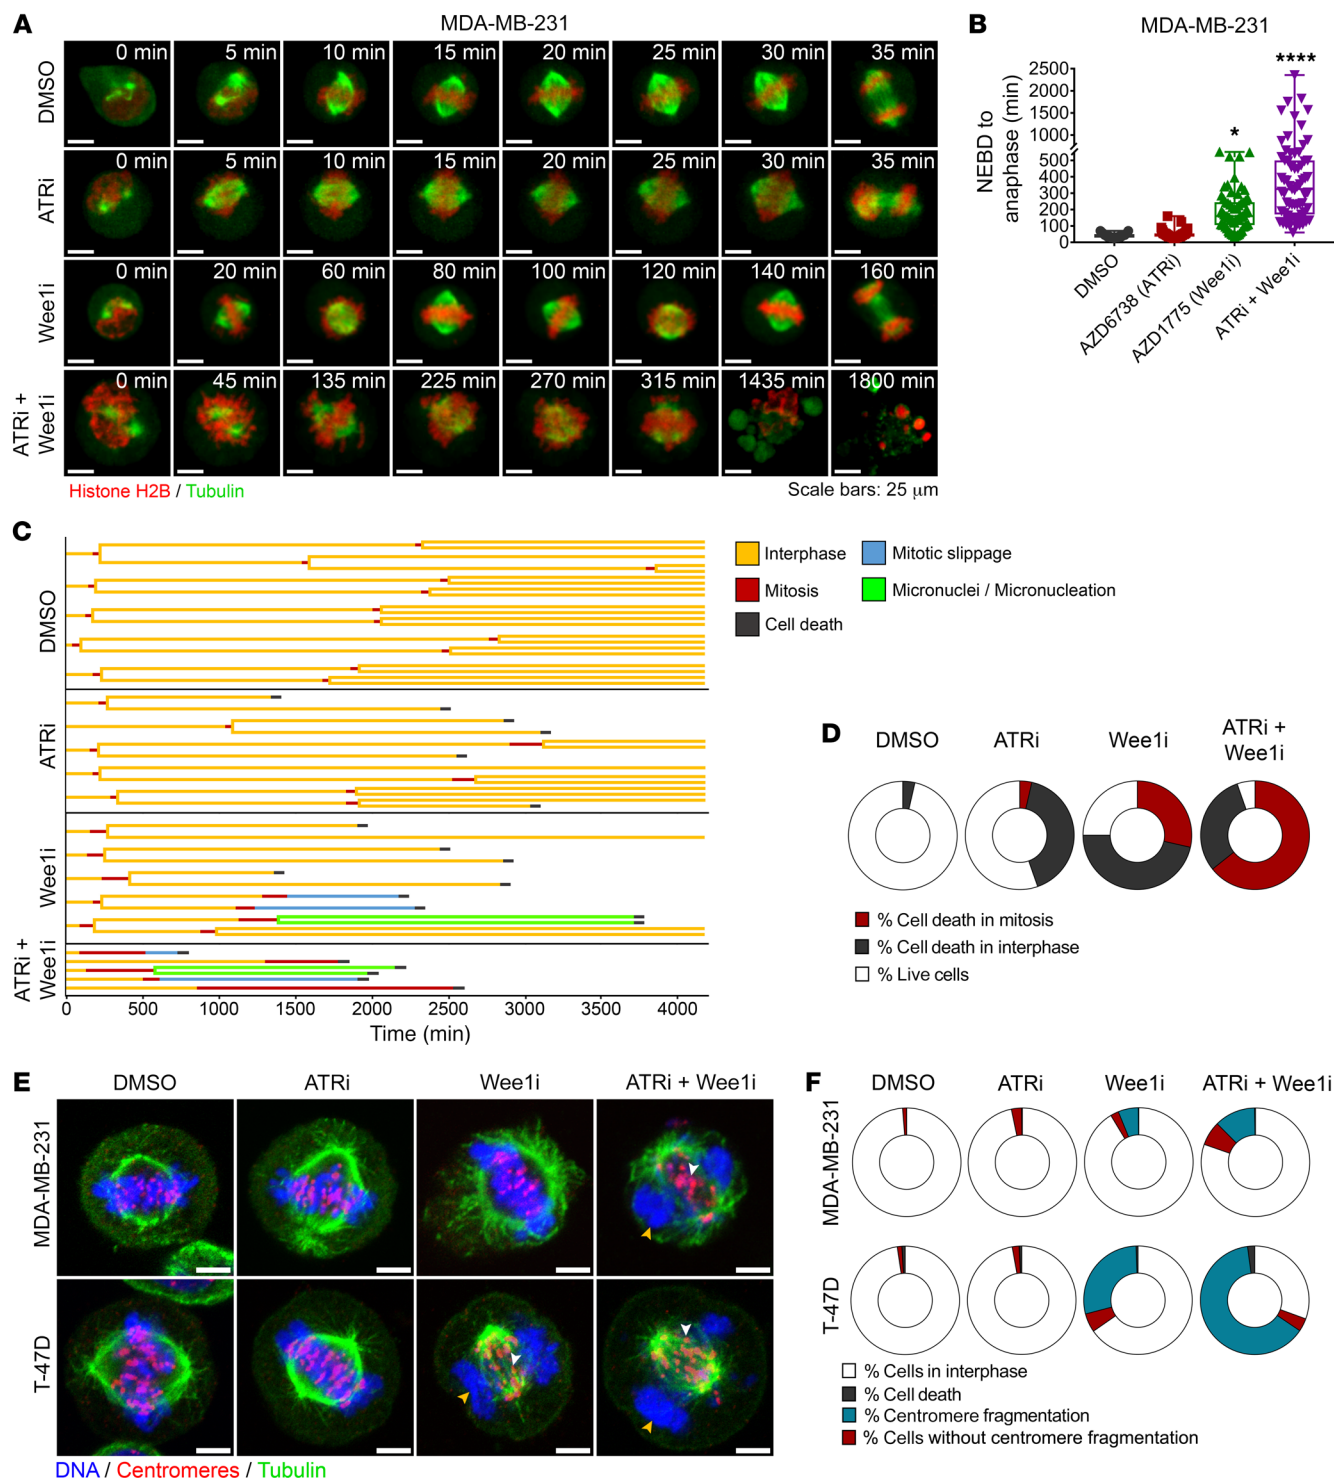 A
MDA-MB-231
DMSO
0 min
5 min
10 min
15 min
20 min
25 min
30 min
35 min
ATRi
0 min
5 min
10 min
15 min
20 min
25 min
30 min
35 min
Wee1i
0 min
20 min
60 min
80 min
100 min
120 min
140 min
160 min
ATRi +
Wee1i
0 min
45 min
135 min
225 min
270 min
315 min
1435 min
1800 min
Histone H2B / Tubulin
Scale bars: 25 μm
B
MDA-MB-231
NEBD to
anaphase (min)
2500
2000
1500
1000
500
400
300
200
100
0
*
****
DMSO
AZD6738 (ATRi)
AZD1775 (Wee1i)
ATRi + Wee1i
C
DMSO
ATRi
Wee1i
ATRi +
Wee1i
0
500
1000
1500
2000
2500
3000
3500
4000
Time (min)
Interphase
Mitosis
Cell death
Mitotic slippage
Micronuclei / Micronucleation
D
DMSO
ATRi
Wee1i
ATRi +
Wee1i
% Cell death in mitosis
% Cell death in interphase
% Live cells
E
DMSO
ATRi
Wee1i
ATRi + Wee1i
MDA-MB-231
T-47D
DNA / Centromeres / Tubulin
F
DMSO
ATRi
Wee1i
ATRi + Wee1i
MDA-MB-231
T-47D
% Cells in interphase
% Cell death
% Centromere fragmentation
% Cells without centromere fragmentation